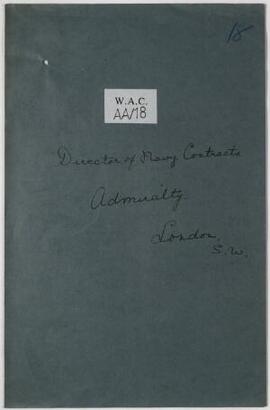 18
W.A.C.
AA/18
Director of Navy Contracts
Admiralty
London,
S.W.